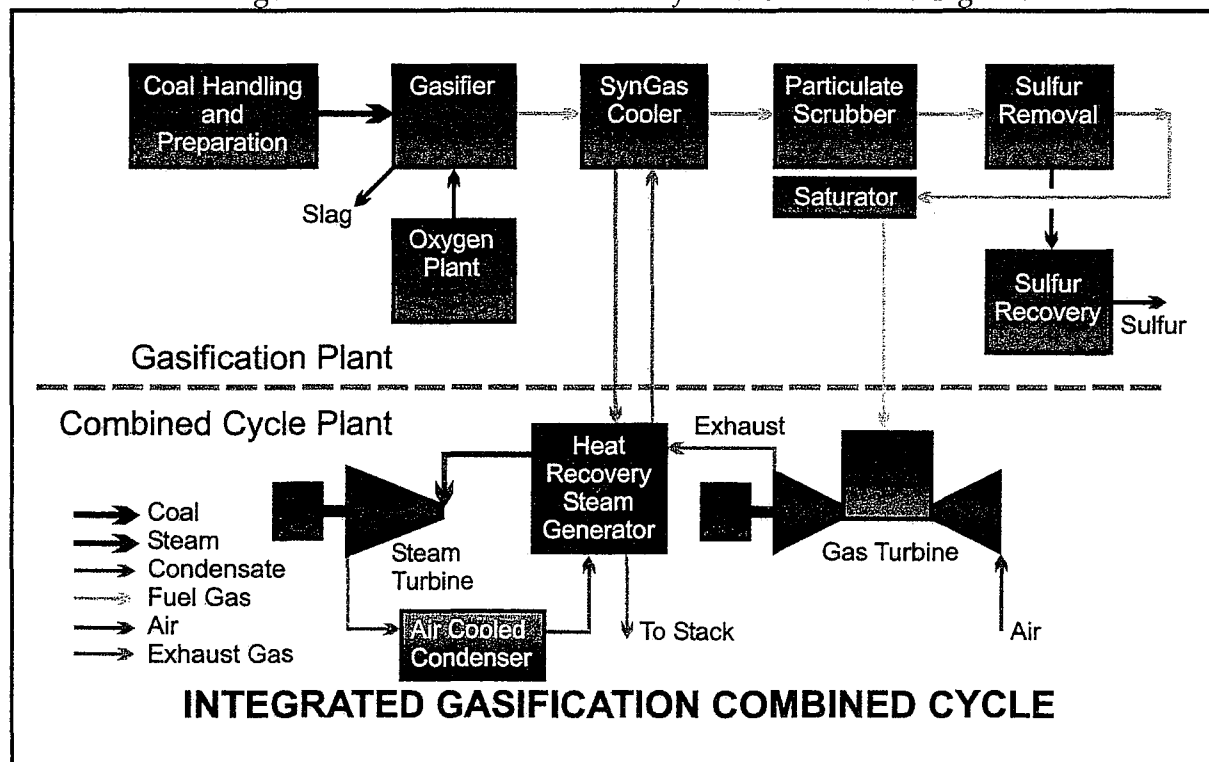 Coal Handling
and
Preparation
Gasifier
SynGas
Cooler
Particulate
Scrubber
Sulfur
Removal
Saturator
Slag
Oxygen
Plant
Sulfur
Recovery
Sulfur
Gasification Plant
Combined Cycle Plant
Exhaust
Heat
Recovery
Steam
Generator
Coal
Steam
Condensate
Fuel Gas
Air
Exhaust Gas
Steam
Turbine
Gas Turbine
Air Cooled
Condenser
To Stack
Air
INTEGRATED GASIFICATION COMBINED CYCLE